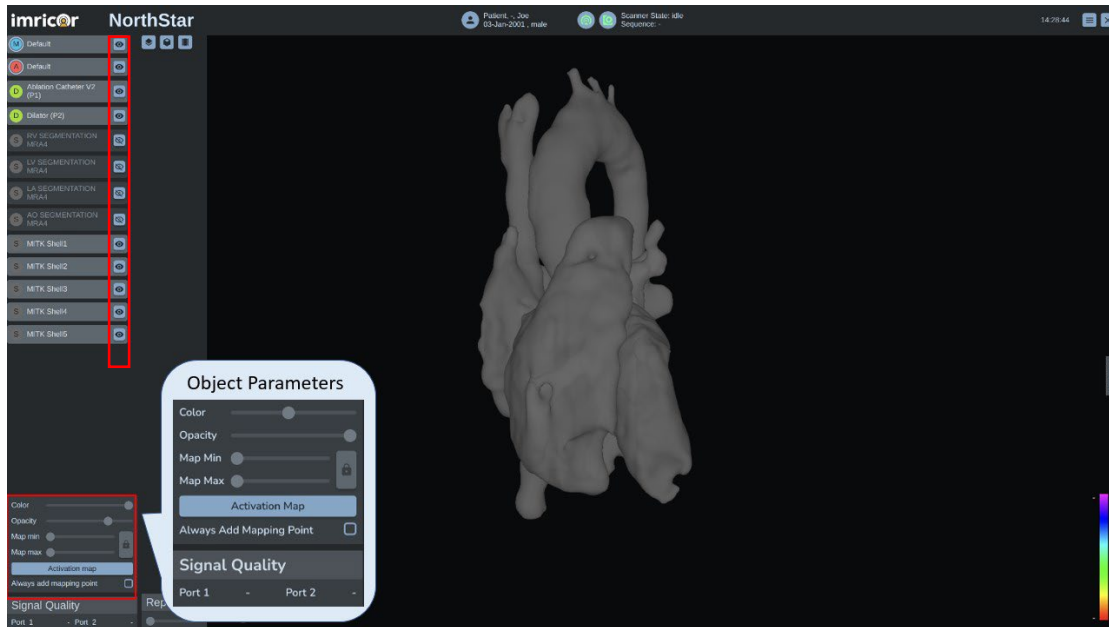 imricor NorthStar
Patient. -, Joe
03-Jan-2001 , male
Scanner State: idle
Sequence: -
14:28:44
M Default
A Default
D Ablation Catheter V2
(P1)
D Dilator (P2)
S RV SEGMENTATION
MRA4
S LV SEGMENTATION
MRA4
S LA SEGMENTATION
MRA4
S AO SEGMENTATION
MRA4
S MITK Shell1
S MITK Shell2
S MITK Shell3
S MITK Shell4
S MITK Shell5
Object Parameters
Color
Opacity
Map Min
Map Max
Activation Map
Always Add Mapping Point
Signal Quality
Port 1 - Port 2 -
Color
Opacity
Map min
Map max
Activation map
Always add mapping point
Signal Quality
Port 1 - Port 2 -
Rep